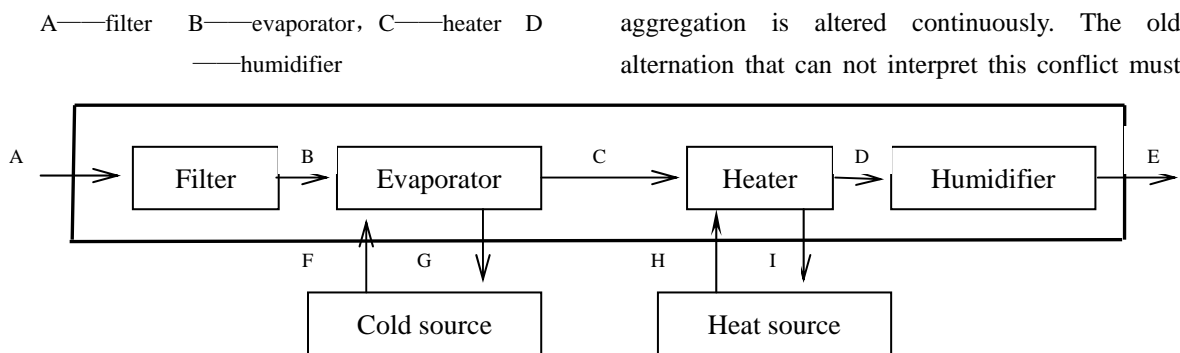 A——filter B——evaporator, C——heater D
——humidifier
aggregation is altered continuously. The old
alternation that can not interpret this conflict must
A
B
C
D
E
Filter
Evaporator
Heater
Humidifier
F
G
H
I
Cold source
Heat source